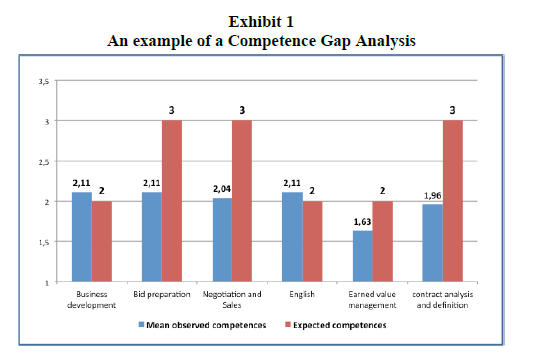 Exhibit 1
An example of a Competence Gap Analysis
3,5
3
2,5
2
1,5
1
2,11
2
2,11
3
2,04
3
2,11
2
1,63
2
1,96
3
Business
development
Bid preparation
Negotiation and
Sales
English
Earned value
management
contract analysis
and definition
Mean observed competences
Expected competences